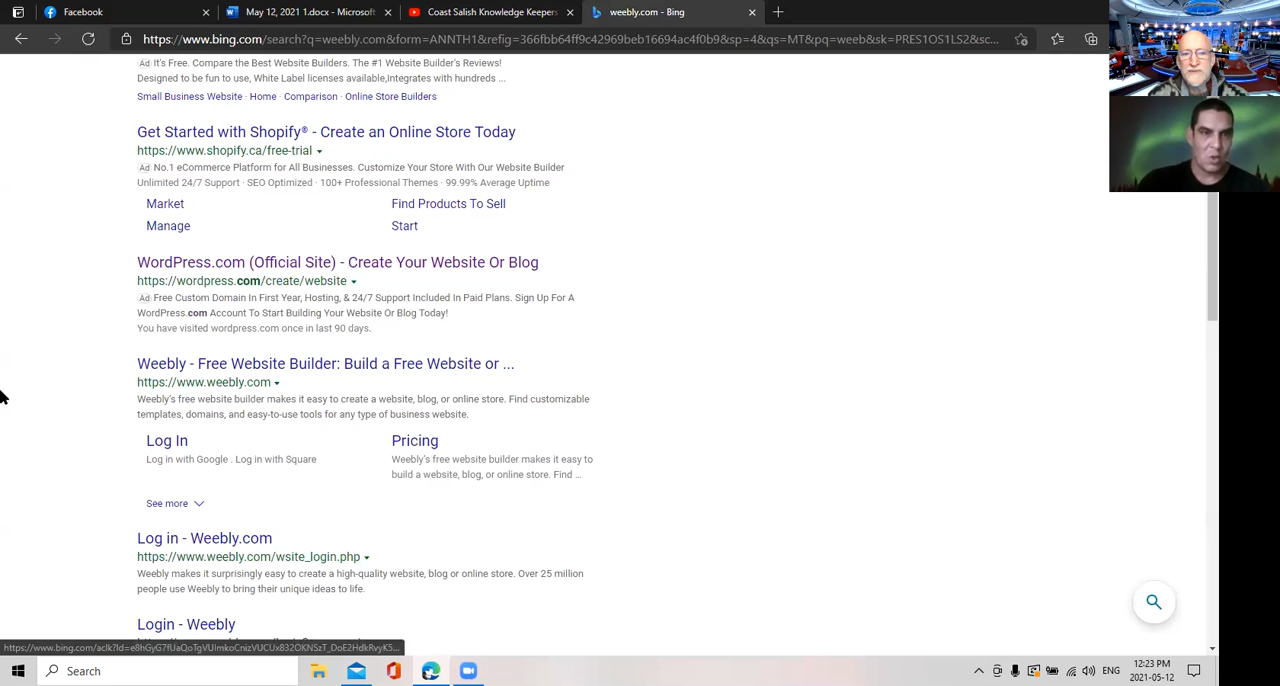 Facebook
May 12, 2021 1.docx - Microsoft
Coast Salish Knowledge Keepers
weebly.com - Bing
https://www.bing.com/search?q=weebly.com&form=ANNTH1&refig=366fbb64ff9c42969beb16694ac4f0b9&sp=4&qs=MT&pq=weeb&sk=PRES1OS1LS2&sc...
Ad It's Free. Compare the Best Website Builders. The #1 Website Builder's Reviews!
Designed to be fun to use, White Label licenses available,Integrates with hundreds ...
Small Business Website · Home · Comparison · Online Store Builders
Get Started with Shopify® - Create an Online Store Today
https://www.shopify.ca/free-trial
Ad No.1 eCommerce Platform for All Businesses. Customize Your Store With Our Website Builder
Unlimited 24/7 Support · SEO Optimized · 100+ Professional Themes · 99.99% Average Uptime
Market Find Products To Sell
Manage Start
WordPress.com (Official Site) - Create Your Website Or Blog
https://wordpress.com/create/website
Ad Free Custom Domain In First Year, Hosting, & 24/7 Support Included In Paid Plans. Sign Up For A
WordPress.com Account To Start Building Your Website Or Blog Today!
You have visited wordpress.com once in last 90 days.
Weebly - Free Website Builder: Build a Free Website or ...
https://www.weebly.com
Weebly's free website builder makes it easy to create a website, blog, or online store. Find customizable
templates, domains, and easy-to-use tools for any type of business website.
Log In Pricing
Log in with Google . Log in with Square Weebly's free website builder makes it easy to
build a website, blog, or online store. Find ...
See more
Log in - Weebly.com
https://www.weebly.com/wsite_login.php
Weebly makes it surprisingly easy to create a high-quality website, blog or online store. Over 25 million
people use Weebly to bring their unique ideas to life.
Login - Weebly
Search
ENG
12:23 PM
2021-05-12